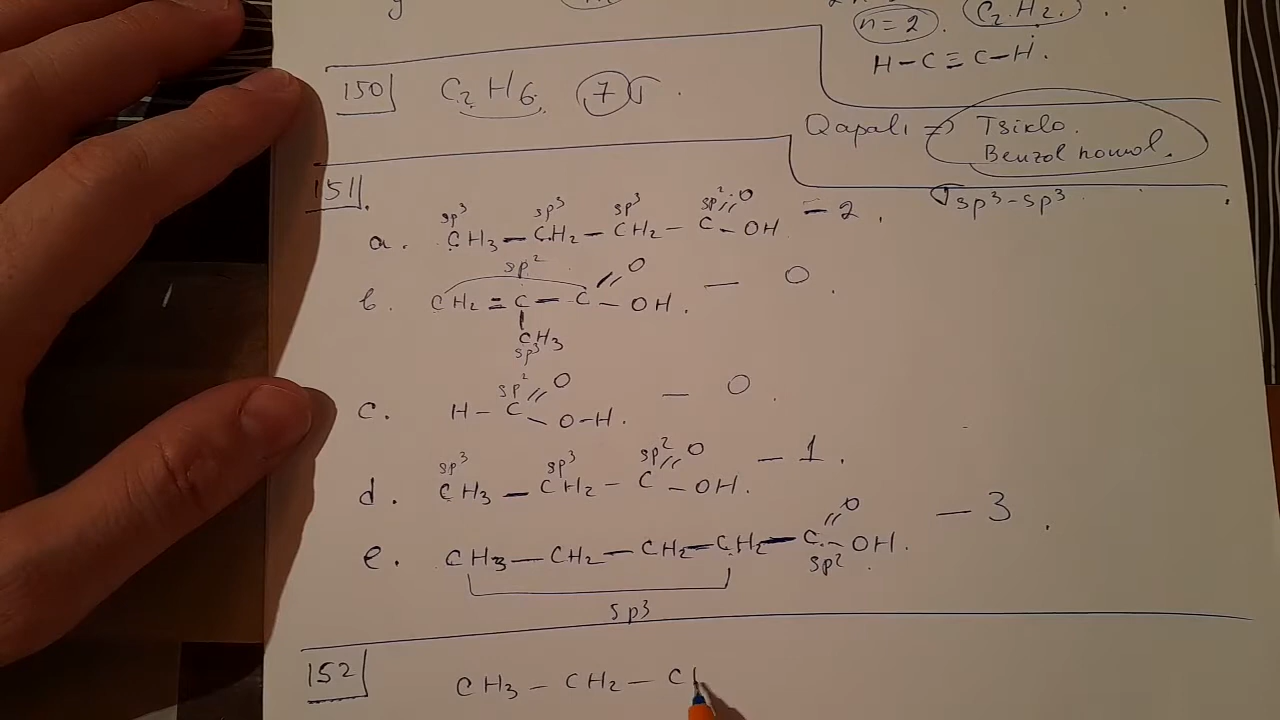 n=2 C2H2. ..
H-C≡C-H.
150 C2H6. 7σ.
Qapalı => Tsiklo.
Benzol homol.
151. σsp³-sp³
sp³ sp³ sp³ sp²
a. CH3-CH2-CH2-C=O-OH - 2.
sp²
b. CH2=C-C=O-OH. - 0.
CH3
sp³
sp²
c. H-C=O-O-H. - 0.
sp³ sp³ sp²
d. CH3-CH2-C=O-OH. - 1.
e. CH3-CH2-CH2-CH2-C=O-OH. - 3.
sp²
sp3
152 CH3-CH2-C